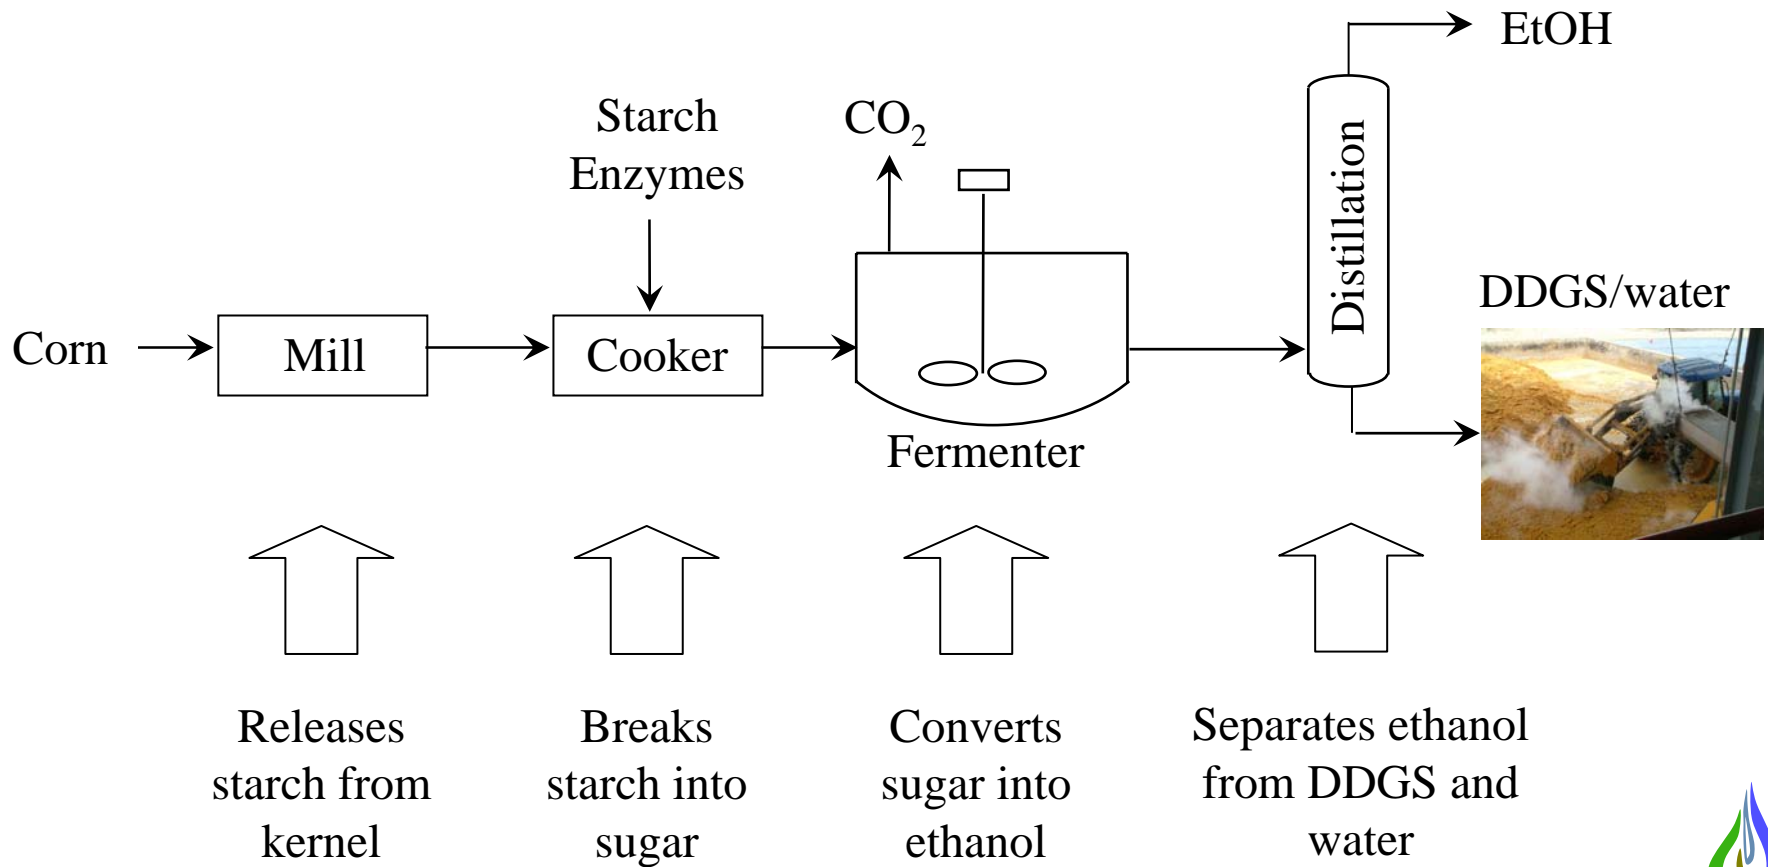 EtOH
Starch
Enzymes
CO₂
Distillation
DDGS/water
Corn
Mill
Cooker
Fermenter
Releases
starch from
kernel
Breaks
starch into
sugar
Converts
sugar into
ethanol
Separates ethanol
from DDGS and
water